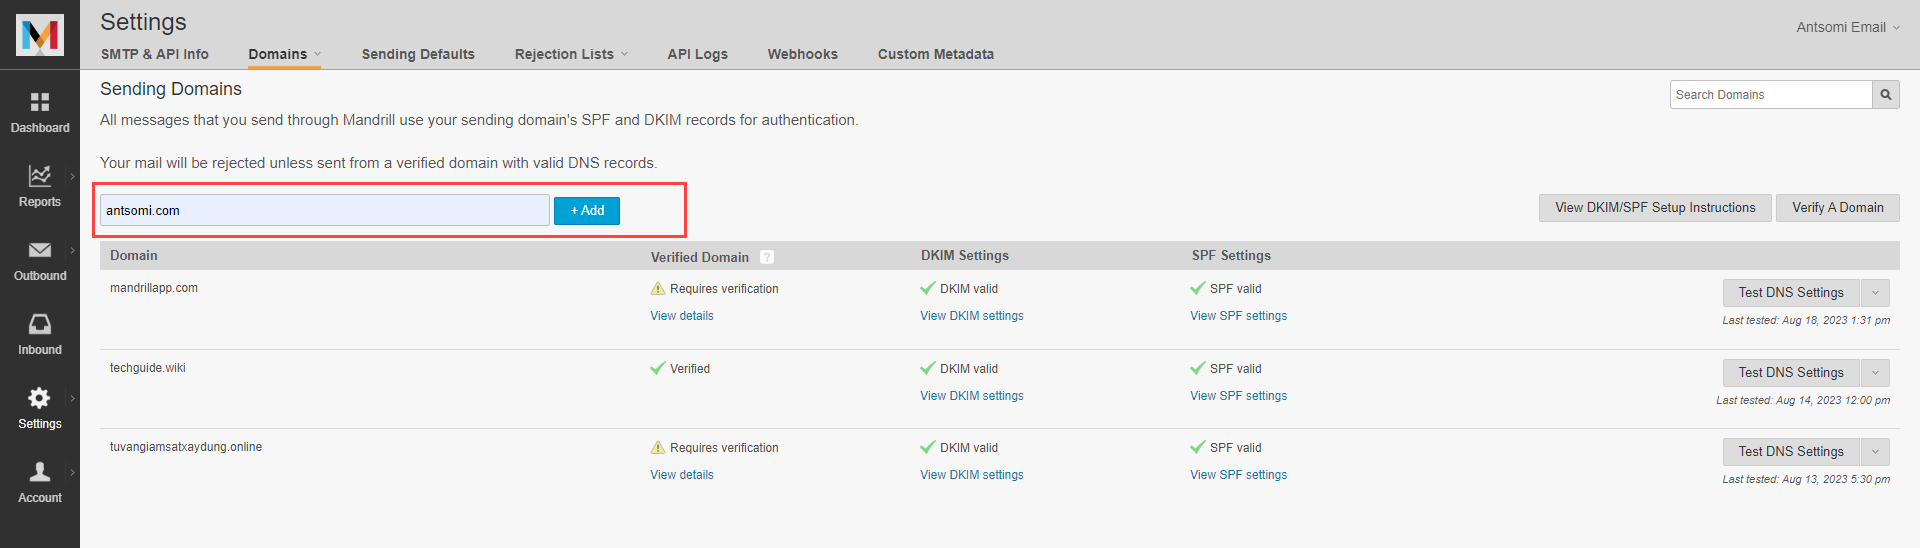 Settings
Antsomi Email
SMTP & API Info Domains Sending Defaults Rejection Lists API Logs Webhooks Custom Metadata
Dashboard
Reports
Outbound
Inbound
Settings
Account
Sending Domains
Search Domains
All messages that you send through Mandrill use your sending domain's SPF and DKIM records for authentication.
Your mail will be rejected unless sent from a verified domain with valid DNS records.
antsomi.com + Add View DKIM/SPF Setup Instructions Verify A Domain
Domain Verified Domain ? DKIM Settings SPF Settings
mandrillapp.com Requires verification DKIM valid SPF valid Test DNS Settings
View details View DKIM settings View SPF settings Last tested: Aug 18, 2023 1:31 pm
techguide.wiki Verified DKIM valid SPF valid Test DNS Settings
View DKIM settings View SPF settings Last tested: Aug 14, 2023 12:00 pm
tuvangiamsatxaydung.online Requires verification DKIM valid SPF valid Test DNS Settings
View details View DKIM settings View SPF settings Last tested: Aug 13, 2023 5:30 pm